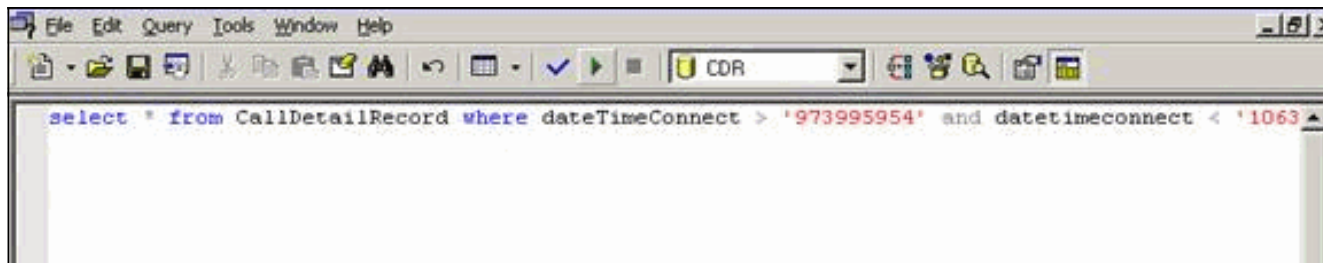 File Edit Query Tools Window Help
CDR
select * from CallDetailRecord where dateTimeConnect > '973995954' and datetimeconnect < '1063